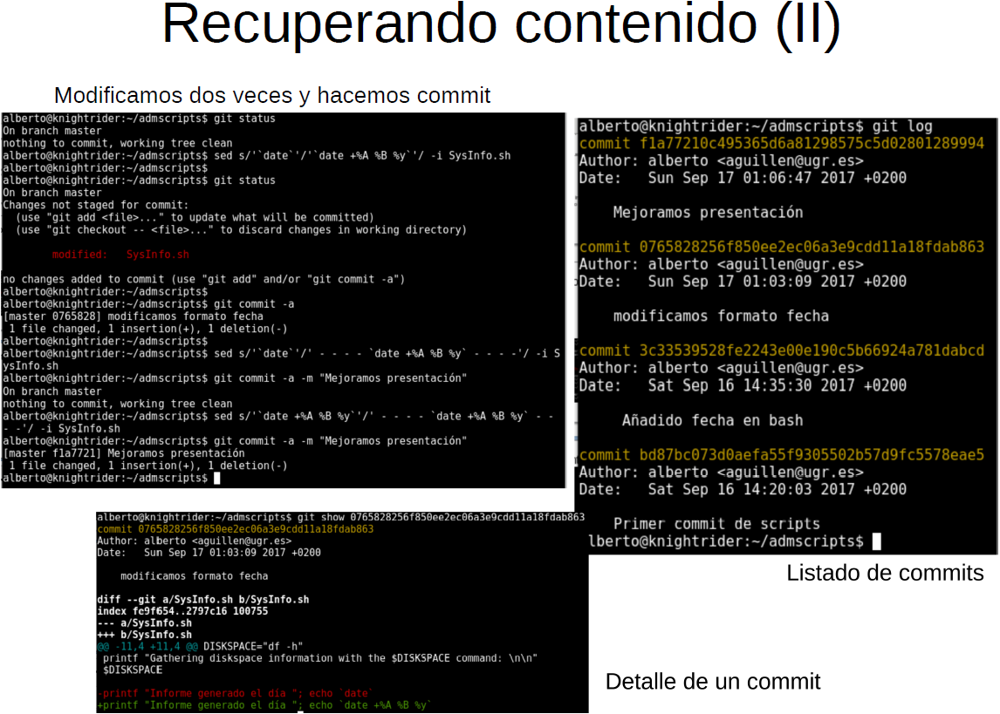 Recuperando contenido (II)
Modificamos dos veces y hacemos commit
alberto@knightrider:~/admscripts$ git status
On branch master
nothing to commit, working tree clean
alberto@knightrider:~/admscripts$ sed s/'`date`'/'`date +%A %B %y`'/ -i SysInfo.sh
alberto@knightrider:~/admscripts$
alberto@knightrider:~/admscripts$ git status
On branch master
Changes not staged for commit:
  (use "git add <file>..." to update what will be committed)
  (use "git checkout -- <file>..." to discard changes in working directory)
        modified:   SysInfo.sh
no changes added to commit (use "git add" and/or "git commit -a")
alberto@knightrider:~/admscripts$
alberto@knightrider:~/admscripts$ git commit -a
[master 0765828] modificamos formato fecha
 1 file changed, 1 insertion(+), 1 deletion(-)
alberto@knightrider:~/admscripts$
alberto@knightrider:~/admscripts$ sed s/'`date`'/' - - - - `date +%A %B %y` - - - -'/ -i S
ysInfo.sh
alberto@knightrider:~/admscripts$ git commit -a -m "Mejoramos presentación"
On branch master
nothing to commit, working tree clean
alberto@knightrider:~/admscripts$ sed s/'`date +%A %B %y`'/' - - - - `date +%A %B %y` - -
- -'/ -i SysInfo.sh
alberto@knightrider:~/admscripts$ git commit -a -m "Mejoramos presentación"
[master f1a7721] Mejoramos presentación
 1 file changed, 1 insertion(+), 1 deletion(-)
alberto@knightrider:~/admscripts$
alberto@knightrider:~/admscripts$ git log
commit f1a77210c495365d6a81298575c5d02801289994
Author: alberto <aguillen@ugr.es>
Date:   Sun Sep 17 01:06:47 2017 +0200
    Mejoramos presentación
commit 0765828256f850ee2ec06a3e9cdd11a18fdab863
Author: alberto <aguillen@ugr.es>
Date:   Sun Sep 17 01:03:09 2017 +0200
    modificamos formato fecha
commit 3c33539528fe2243e00e190c5b66924a781dabcd
Author: alberto <aguillen@ugr.es>
Date:   Sat Sep 16 14:35:30 2017 +0200
     Añadido fecha en bash
commit bd87bc073d0aefa55f9305502b57d9fc5578eae5
Author: alberto <aguillen@ugr.es>
Date:   Sat Sep 16 14:20:03 2017 +0200
    Primer commit de scripts
lberto@knightrider:~/admscripts$
Listado de commits
alberto@knightrider:~/admscripts$ git show 0765828256f850ee2ec06a3e9cdd11a18fdab863
commit 0765828256f850ee2ec06a3e9cdd11a18fdab863
Author: alberto <aguillen@ugr.es>
Date:   Sun Sep 17 01:03:09 2017 +0200
    modificamos formato fecha
diff --git a/SysInfo.sh b/SysInfo.sh
index fe9f654..2797c16 100755
--- a/SysInfo.sh
+++ b/SysInfo.sh
@@ -11,4 +11,4 @@ DISKSPACE="df -h"
 printf "Gathering diskspace information with the $DISKSPACE command: \n\n"
 $DISKSPACE
-printf "Informe generado el día "; echo `date`
+printf "Informe generado el día "; echo `date +%A %B %y`
Detalle de un commit